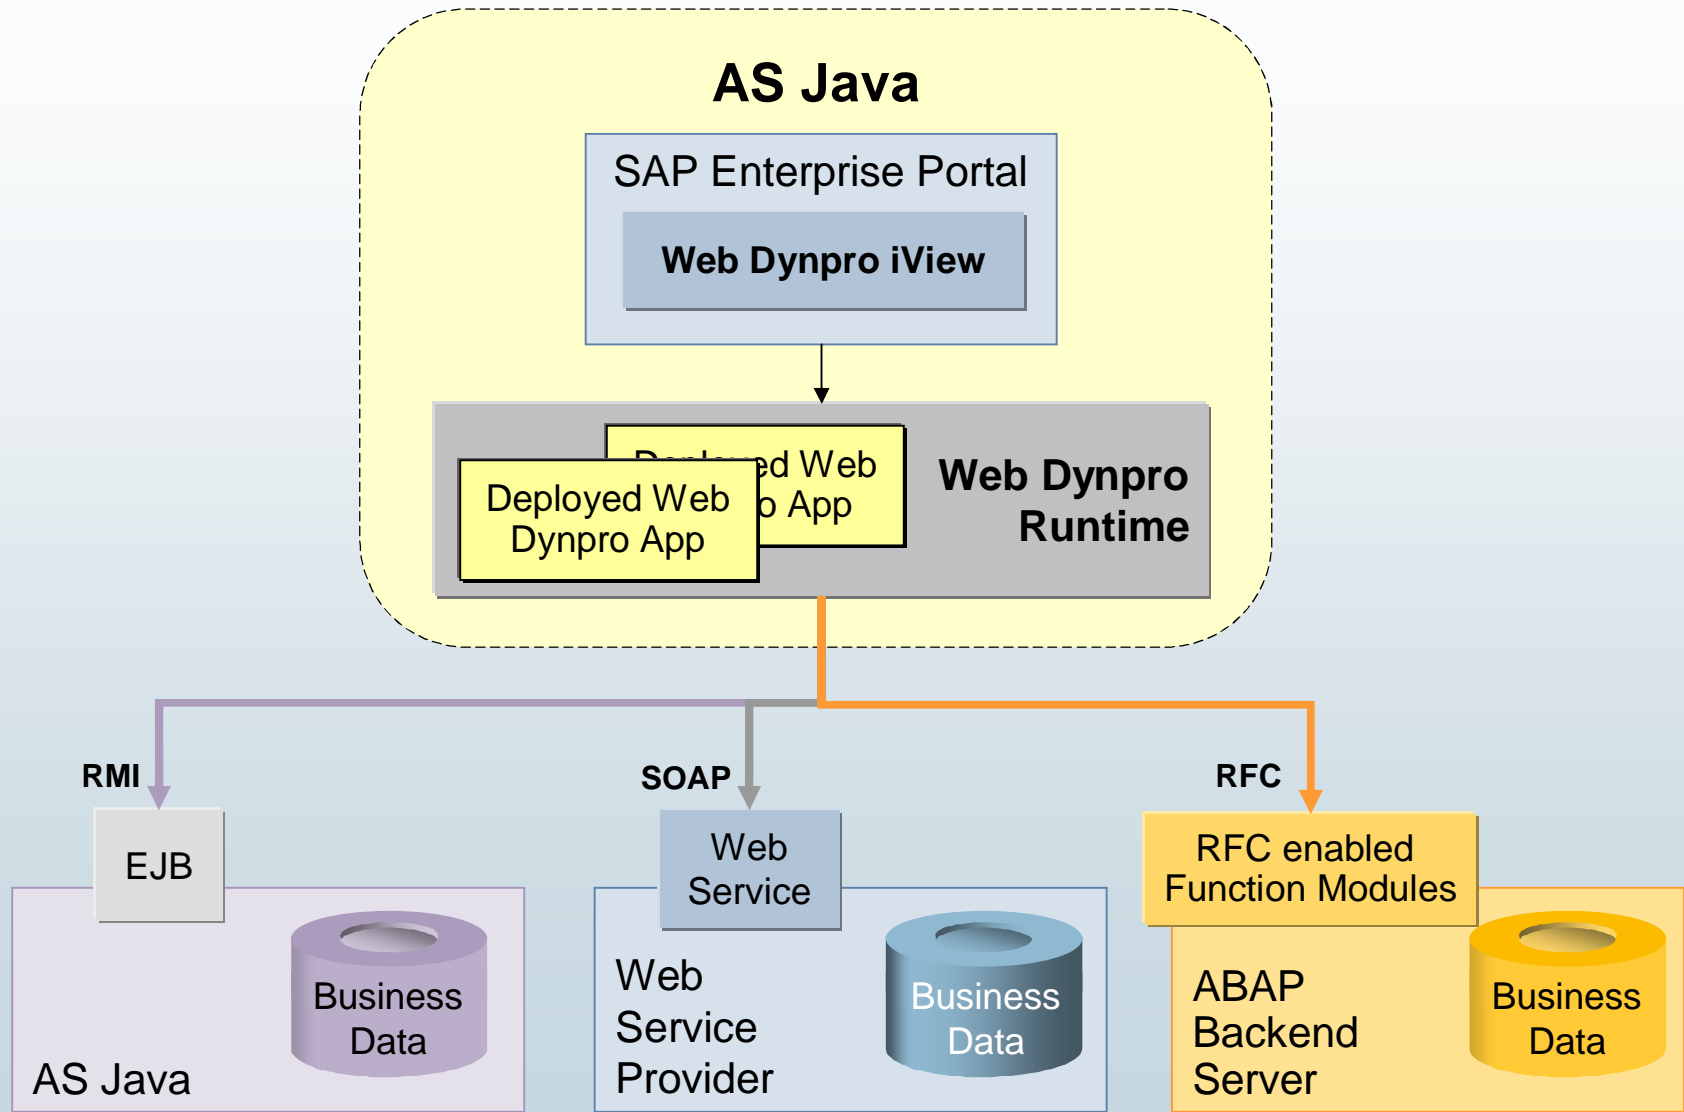 AS Java
SAP Enterprise Portal
Web Dynpro iView
Web
App
Deployed Web
Dynpro App
Web Dynpro
Runtime
RMI
SOAP
RFC
EJB
Web
Service
RFC enabled
Function Modules
Business
Data
AS Java
Web
Service
Provider
Business
Data
ABAP
Backend
Server
Business
Data